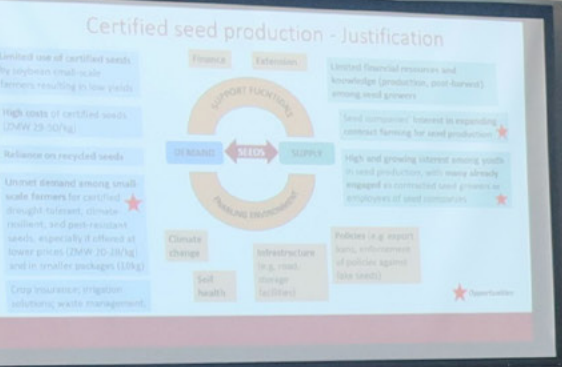 Certified seed production - Justification
Limited use of certified seeds
by soybean small-scale
farmers resulting in low yields
High costs of certified seeds
(ZMW 29-50/kg)
Reliance on recycled seeds
Unmet demand among small
scale farmers for certified
drought-tolerant, climate
resilient, and pest-resistant
seeds, especially if offered at
lower prices (ZMW 20-28/kg)
and in smaller packages
Crop insurance, irrigation
solutions, waste management,
Finance
Extension
SUPPORT FUCNTIONS
DEMAND
SEEDS
SUPPLY
ENABLING ENVIRONMENT
Climate
change
Soil
health
Infrastructure
(e.g. road,
storage
facilities)
Policies (e.g. export
bans, enforcement
of policies against
fake seeds)
Limited financial resources and
knowledge (production, post-harvest)
among seed growers
Seed companies' interest in expanding
contract farming for seed production
High and growing interest among youth
in seed production, with many already
engaged as contracted seed growers or
employees of seed companies
Opportunities